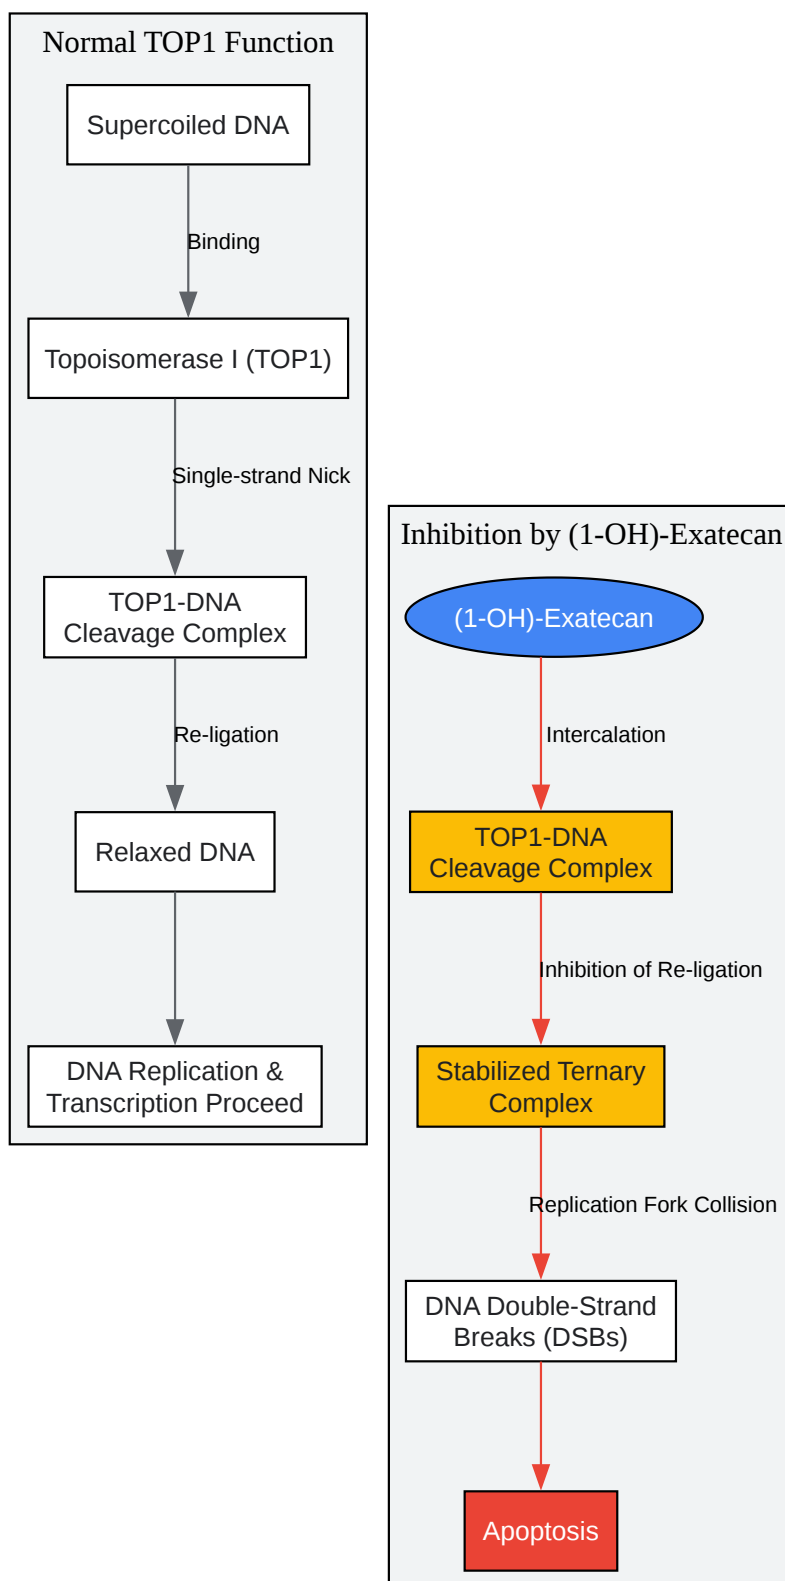 Normal TOP1 Function
Supercoiled DNA
Binding
Topoisomerase I (TOP1)
Single-strand Nick
TOP1-DNA
Cleavage Complex
Re-ligation
Relaxed DNA
DNA Replication &
Transcription Proceed
Inhibition by (1-OH)-Exatecan
(1-OH)-Exatecan
Intercalation
TOP1-DNA
Cleavage Complex
Inhibition of Re-ligation
Stabilized Ternary
Complex
Replication Fork Collision
DNA Double-Strand
Breaks (DSBs)
Apoptosis